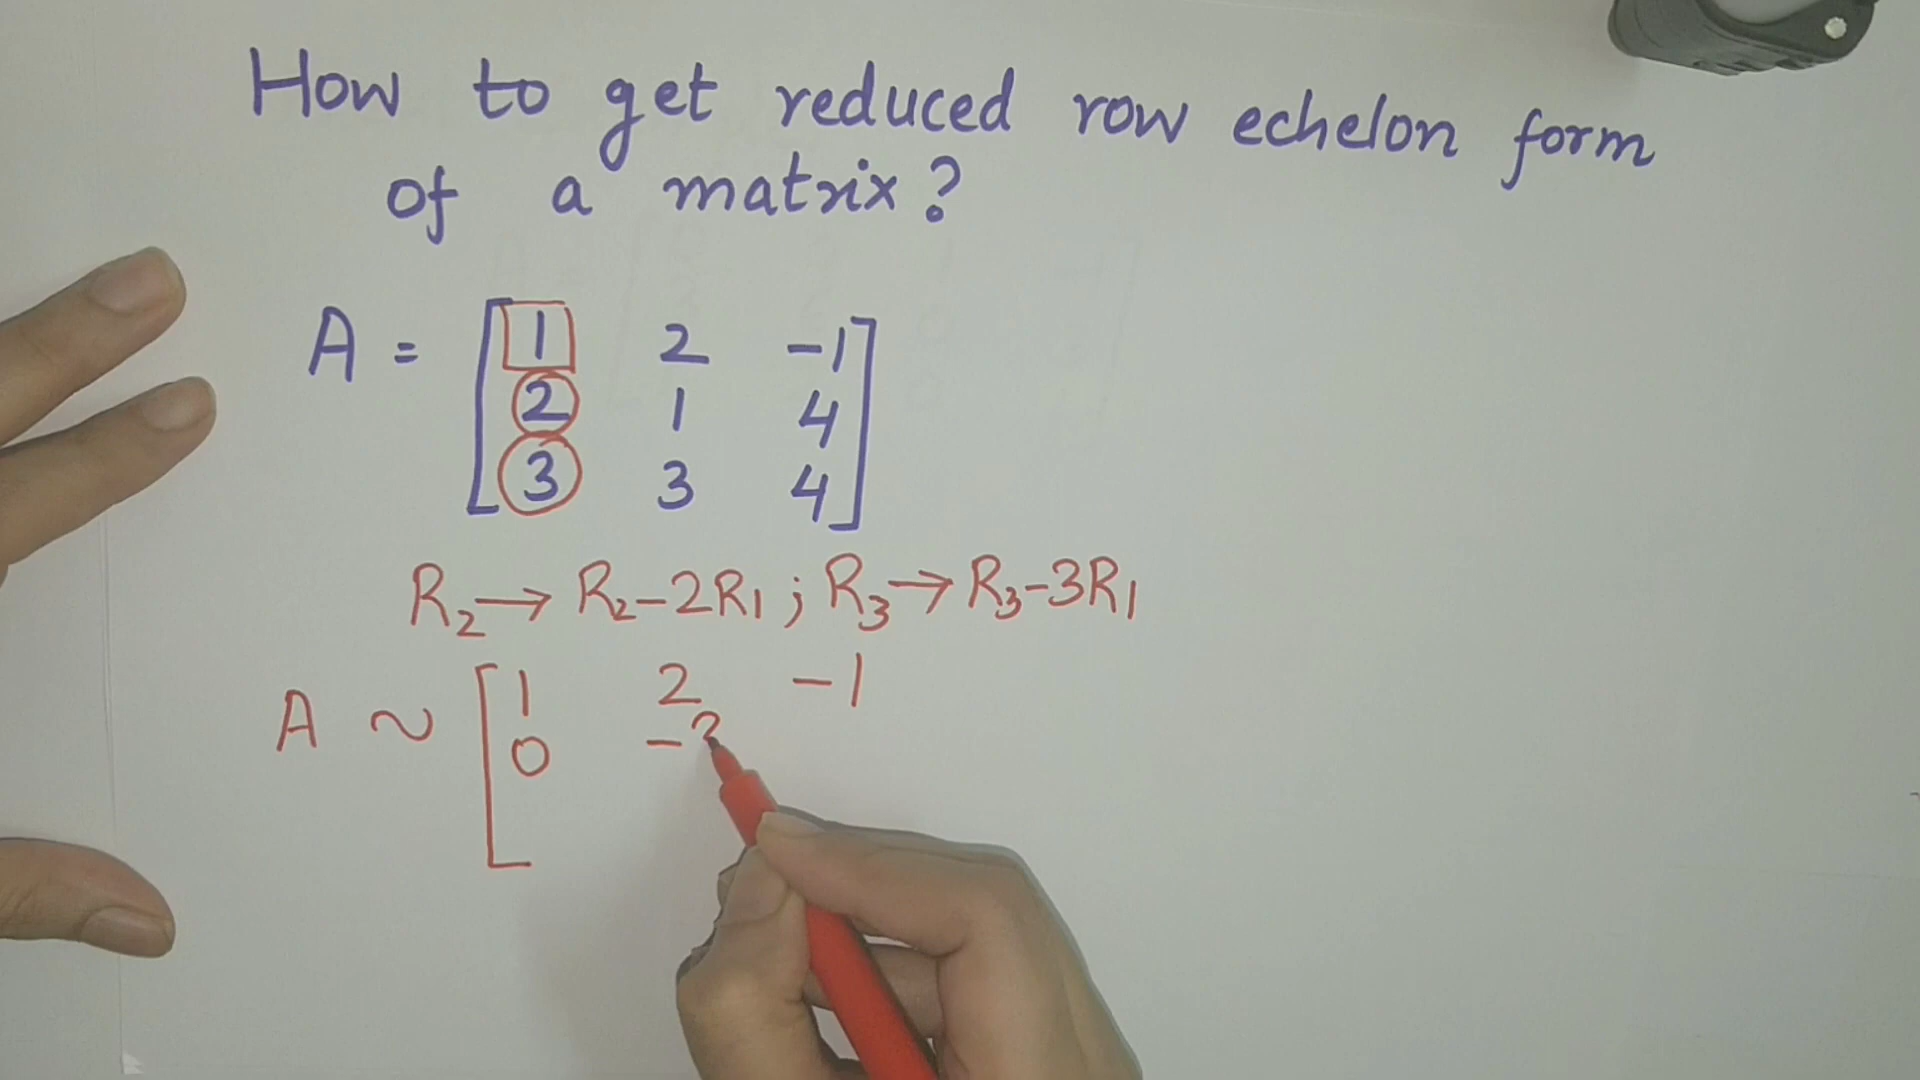 How to get reduced row echelon form
of a matrix?
A = [1 2 -1
2 1 4
3 3 4]
R2 → R2-2R1 ; R3 → R3-3R1
A ~ [1 2 -1
0 -